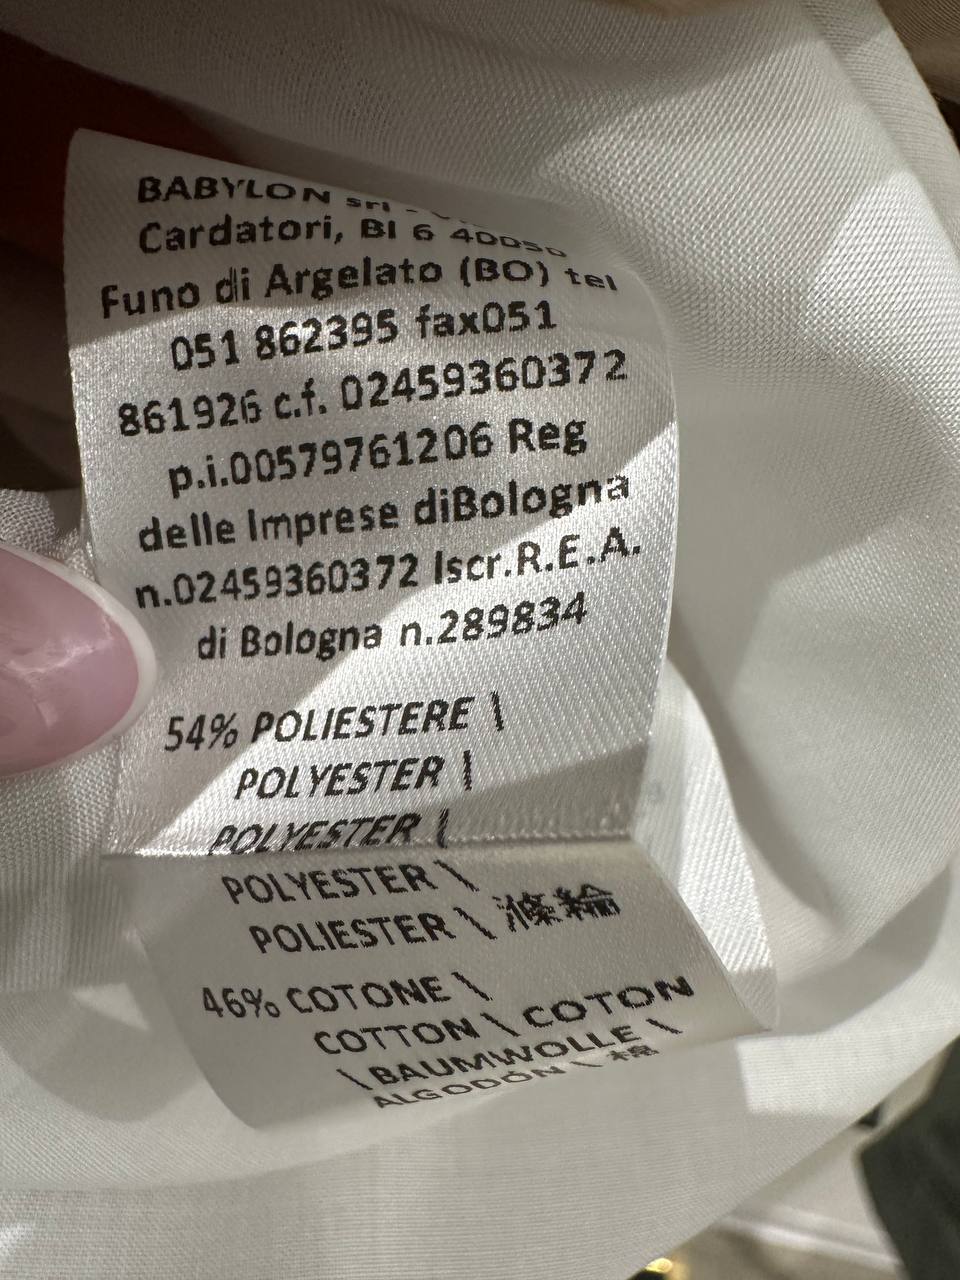 BABYLON srl -
Cardatori, Bl 6 40050
Funo di Argelato (BO) tel
051 862395 fax051
861926 c.f. 02459360372
p.i.00579761206 Reg
delle Imprese diBologna
n.02459360372 Iscr.R.E.A.
di Bologna n.289834
54% POLIESTERE \
POLYESTER \
POLYESTER \
POLYESTER \
POLIESTER \ 滌綸
46% COTONE \
COTTON \ COTON
\ BAUMWOLLE \
ALGODÓN \ 棉